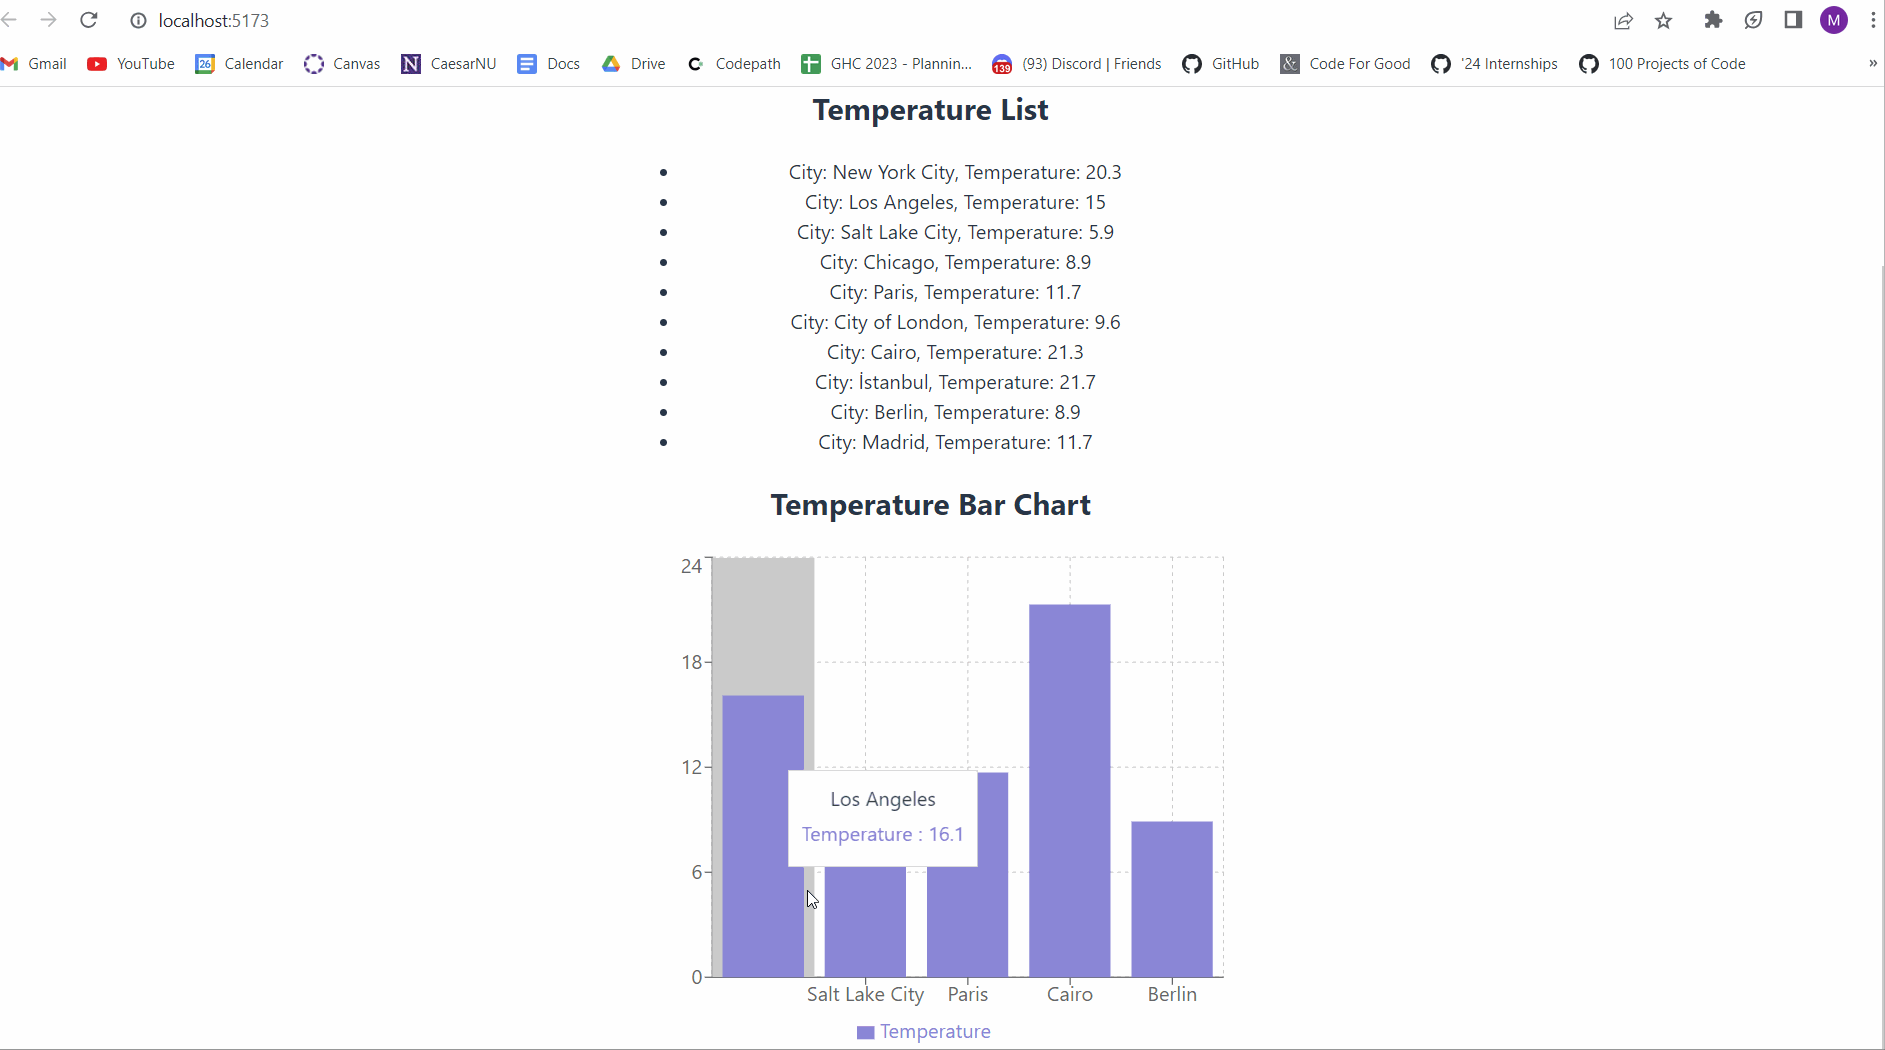 localhost:5173
M
Gmail YouTube 26 Calendar Canvas N CaesarNU Docs Drive C Codepath GHC 2023 - Plannin... 139 (93) Discord | Friends GitHub & Code For Good '24 Internships 100 Projects of Code »
Temperature List
• City: New York City, Temperature: 20.3
• City: Los Angeles, Temperature: 15
• City: Salt Lake City, Temperature: 5.9
• City: Chicago, Temperature: 8.9
• City: Paris, Temperature: 11.7
• City: City of London, Temperature: 9.6
• City: Cairo, Temperature: 21.3
• City: İstanbul, Temperature: 21.7
• City: Berlin, Temperature: 8.9
• City: Madrid, Temperature: 11.7
Temperature Bar Chart
24
18
12
Los Angeles
Temperature : 16.1
6
0
Salt Lake City Paris Cairo Berlin
Temperature